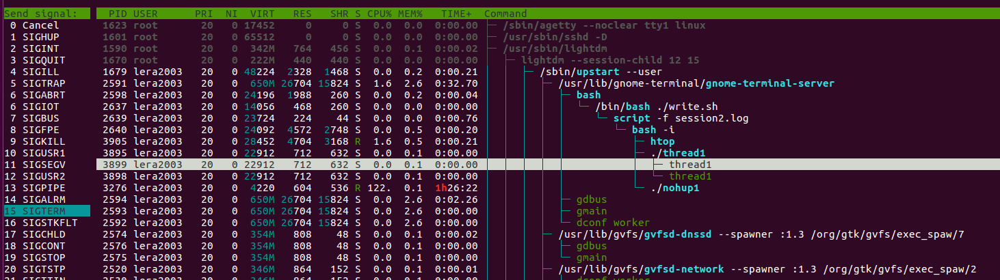 Send signal:    PID USER      PRI  NI  VIRT   RES   SHR S CPU% MEM%   TIME+  Command
 0 Cancel      1623 root       20   0 17452     0     0 S  0.0  0.0  0:00.00 ├─ /sbin/agetty --noclear tty1 linux
 1 SIGHUP      1601 root       20   0 65512     0     0 S  0.0  0.0  0:00.00 ├─ /usr/sbin/sshd -D
 2 SIGINT      1590 root       20   0  342M   764   456 S  0.0  0.1  0:00.02 ├─ /usr/sbin/lightdm
 3 SIGQUIT     1670 root       20   0  222M   440   440 S  0.0  0.0  0:00.00 │  ├─ lightdm --session-child 12 15
 4 SIGILL      1679 lera2003   20   0 48224  2328  1468 S  0.0  0.2  0:00.21 │  │  ├─ /sbin/upstart --user
 5 SIGTRAP     2591 lera2003   20   0  650M 26704 15824 S  1.6  2.6  0:32.70 │  │  │  ├─ /usr/lib/gnome-terminal/gnome-terminal-server
 6 SIGABRT     2598 lera2003   20   0 24196  1988   260 S  0.0  0.2  0:00.04 │  │  │  │  ├─ bash
 6 SIGIOT      2637 lera2003   20   0 14056   468   260 S  0.0  0.0  0:00.00 │  │  │  │  │  └─ /bin/bash ./write.sh
 7 SIGBUS      2639 lera2003   20   0 23724   224    44 S  0.0  0.0  0:00.76 │  │  │  │  │     └─ script -f session2.log
 8 SIGFPE      2640 lera2003   20   0 24092  4572  2748 S  0.0  0.5  0:00.20 │  │  │  │  │        └─ bash -i
 9 SIGKILL     3905 lera2003   20   0 28452  4704  3168 R  1.6  0.5  0:00.21 │  │  │  │  │           ├─ htop
10 SIGUSR1     3895 lera2003   20   0 22912   712   632 S  0.0  0.1  0:00.00 │  │  │  │  │           ├─ ./thread1
11 SIGSEGV     3899 lera2003   20   0 22912   712   632 S  0.0  0.1  0:00.00 │  │  │  │  │           │  ├─ thread1
12 SIGUSR2     3898 lera2003   20   0 22912   712   632 S  0.0  0.1  0:00.00 │  │  │  │  │           │  └─ thread1
13 SIGPIPE     3276 lera2003   20   0  4220   604   536 R 122.  0.1  1h26:22 │  │  │  │  │           └─ ./nohup1
14 SIGALRM     2594 lera2003   20   0  650M 26704 15824 S  0.0  2.6  0:02.26 │  │  │  │  ├─ gdbus
15 SIGTERM     2593 lera2003   20   0  650M 26704 15824 S  0.0  2.6  0:00.00 │  │  │  │  ├─ gmain
16 SIGSTKFLT   2592 lera2003   20   0  650M 26704 15824 S  0.0  2.6  0:00.00 │  │  │  │  └─ dconf worker
17 SIGCHLD     2574 lera2003   20   0  354M   808    48 S  0.0  0.1  0:00.02 │  │  │  ├─ /usr/lib/gvfs/gvfsd-dnssd --spawner :1.3 /org/gtk/gvfs/exec_spaw/7
18 SIGCONT     2576 lera2003   20   0  354M   808    48 S  0.0  0.1  0:00.00 │  │  │  │  ├─ gdbus
19 SIGSTOP     2575 lera2003   20   0  354M   808    48 S  0.0  0.1  0:00.00 │  │  │  │  └─ gmain
20 SIGTSTP     2520 lera2003   20   0  346M   864   152 S  0.0  0.1  0:00.01 │  │  │  ├─ /usr/lib/gvfs/gvfsd-network --spawner :1.3 /org/gtk/gvfs/exec_spaw/2